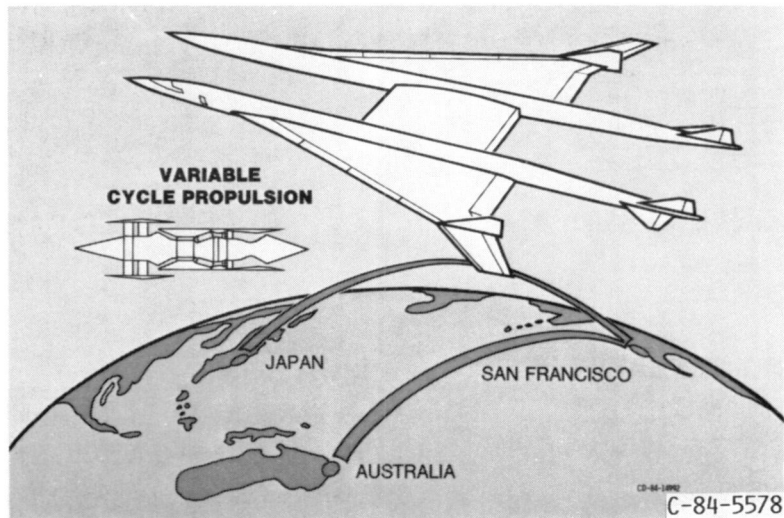 VARIABLE
CYCLE PROPULSION
JAPAN
SAN FRANCISCO
AUSTRALIA
C-84-5578